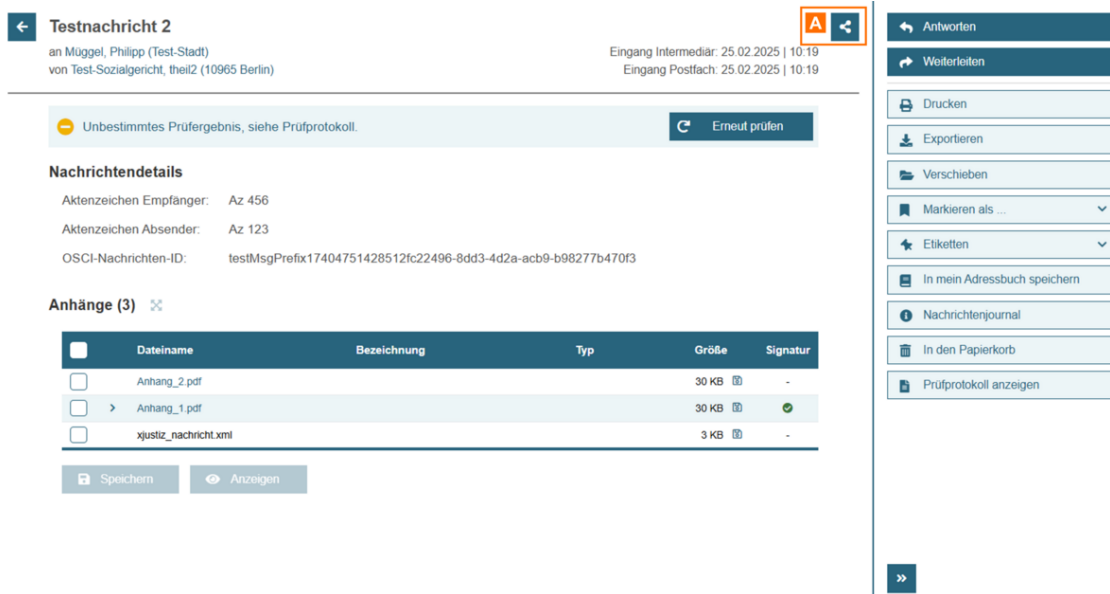 Testnachricht 2
A
an Müggel, Philipp (Test-Stadt)
Eingang Intermediär: 25.02.2025 | 10:19
von Test-Sozialgericht, theil2 (10965 Berlin)
Eingang Postfach: 25.02.2025 | 10:19
Unbestimmtes Prüfergebnis, siehe Prüfprotokoll.
Erneut prüfen
Nachrichtendetails
Aktenzeichen Empfänger: Az 456
Aktenzeichen Absender: Az 123
OSCI-Nachrichten-ID: testMsgPrefix17404751428512fc22496-8dd3-4d2a-acb9-b98277b470f3
Anhänge (3)
Dateiname Bezeichnung Typ Größe Signatur
Anhang_2.pdf 30 KB -
Anhang_1.pdf 30 KB
xjustiz_nachricht.xml 3 KB -
Speichern Anzeigen
Antworten
Weiterleiten
Drucken
Exportieren
Verschieben
Markieren als ...
Etiketten
In mein Adressbuch speichern
Nachrichtenjournal
In den Papierkorb
Prüfprotokoll anzeigen